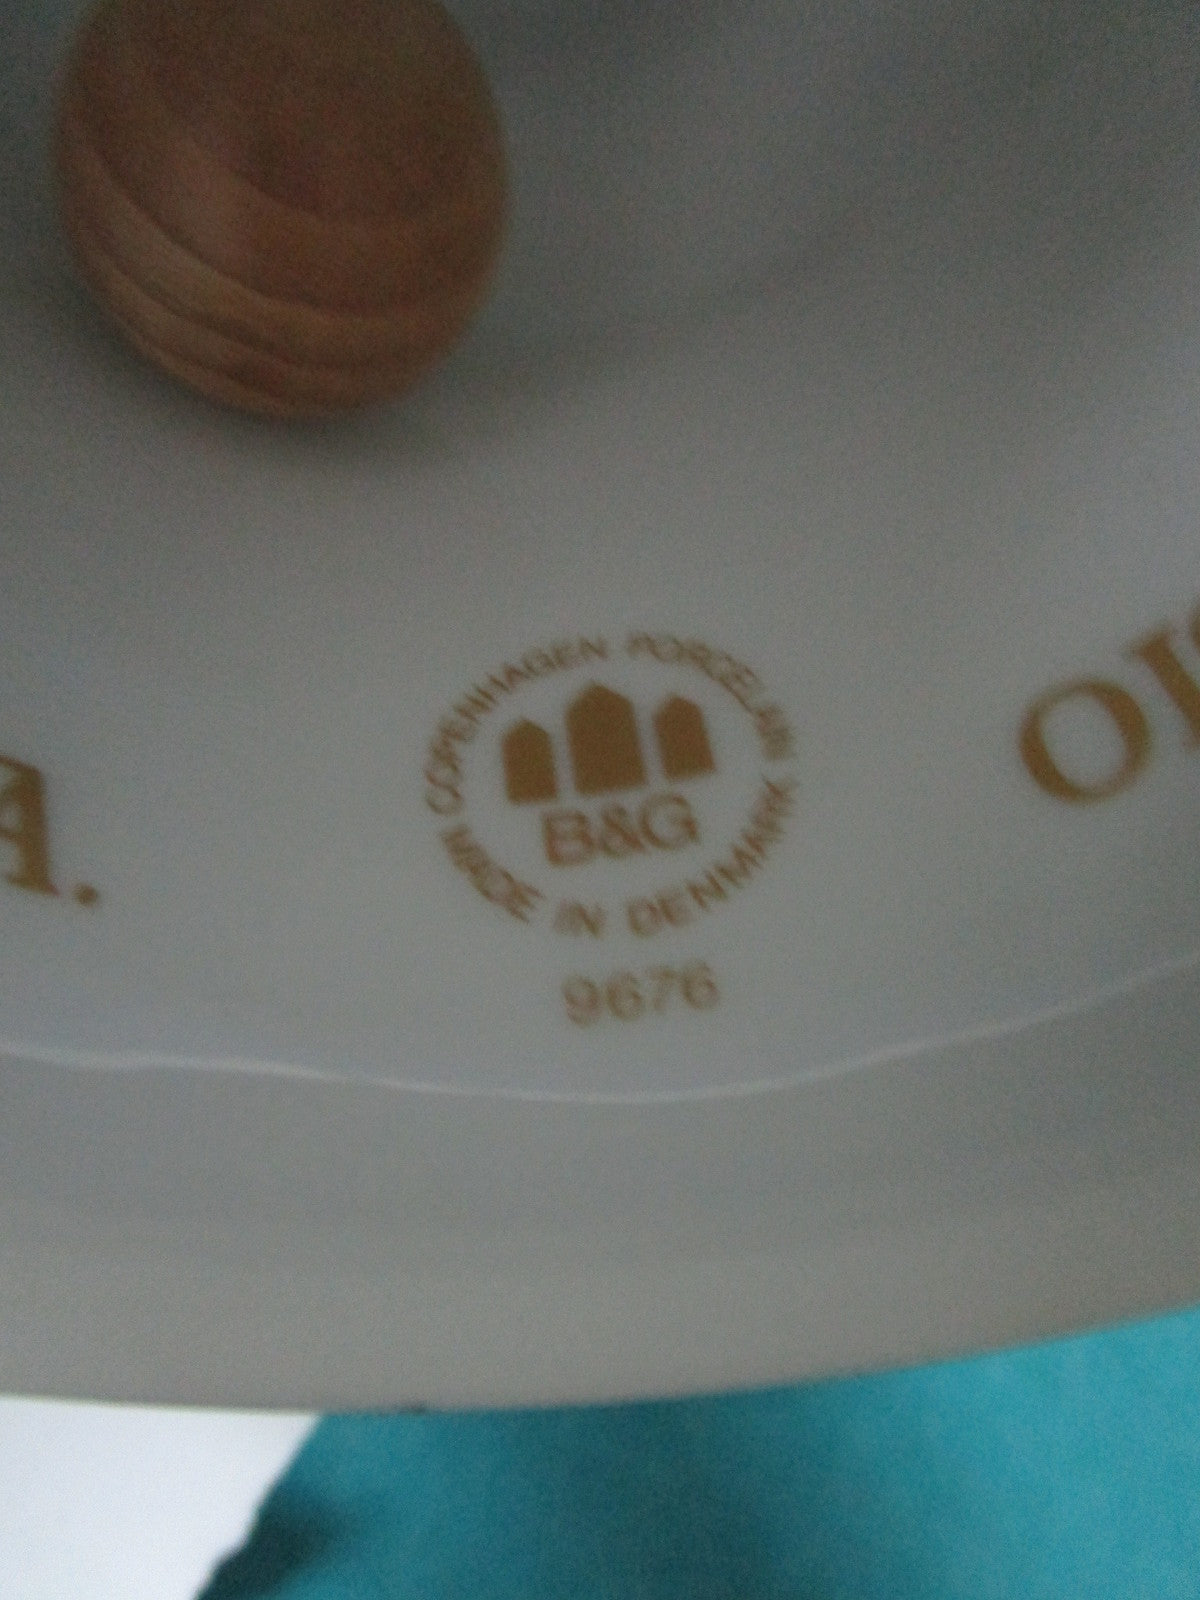 COPENHAGEN PORCELAIN
B&G
MADE IN DENMARK
9676
A.